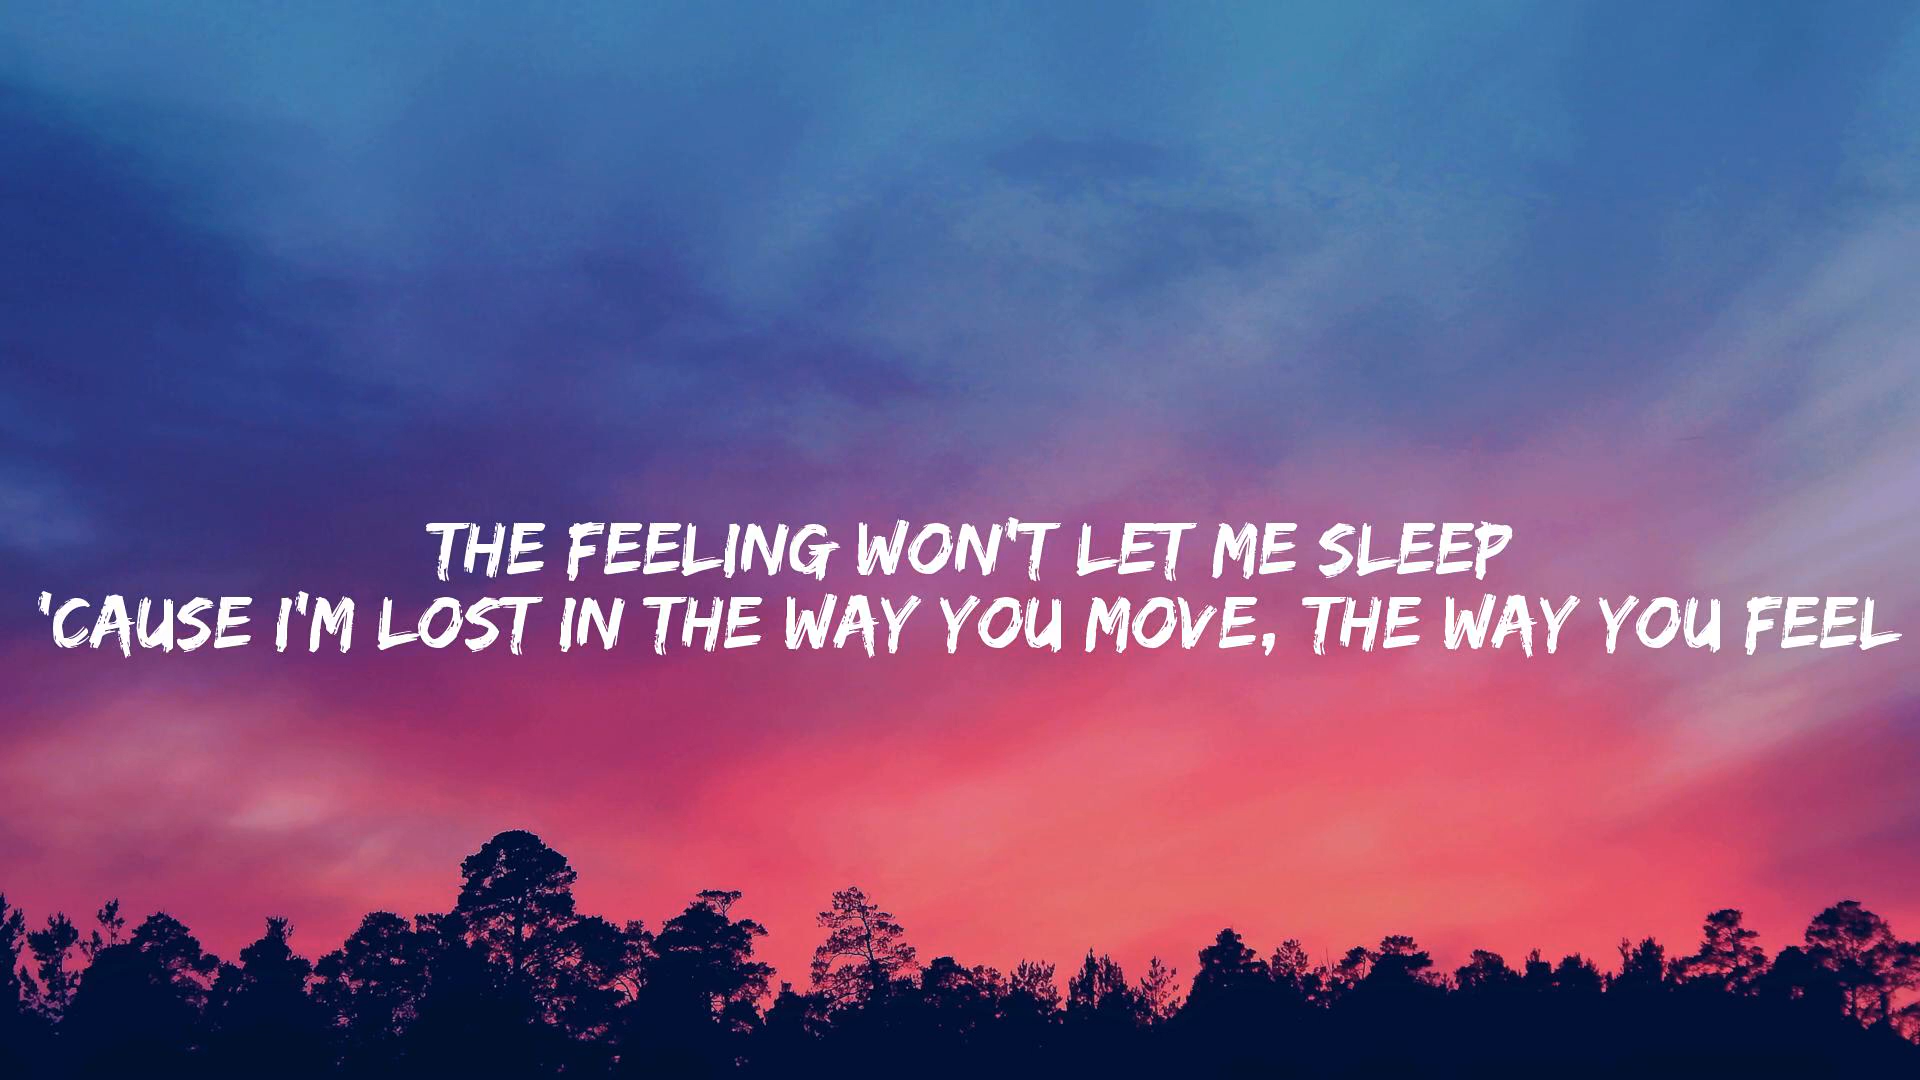 THE FEELING WON'T LET ME SLEEP
'CAUSE I'M LOST IN THE WAY YOU MOVE, THE WAY YOU FEEL